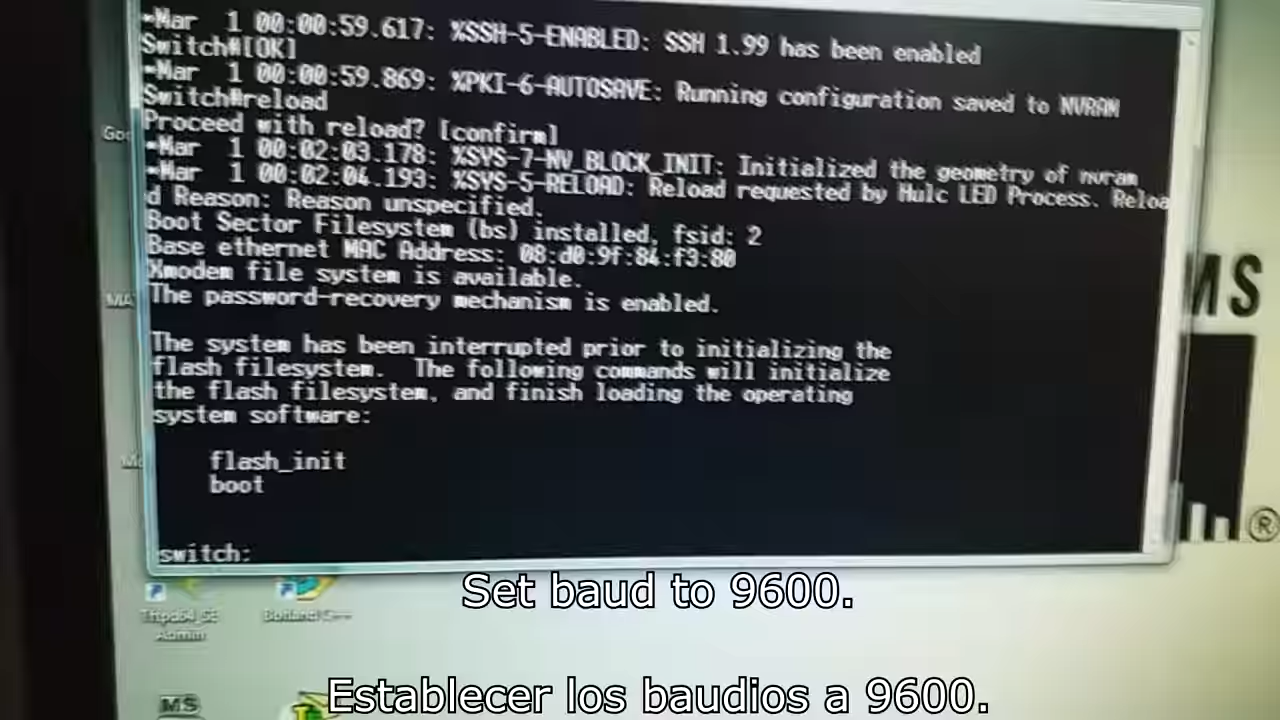 *Mar  1 00:00:59.617: %SSH-5-ENABLED: SSH 1.99 has been enabled
Switch#[OK]
*Mar  1 00:00:59.869: %PKI-6-AUTOSAVE: Running configuration saved to NVRAM
Switch#reload
Proceed with reload? [confirm]
*Mar  1 00:02:03.178: %SYS-7-NV_BLOCK_INIT: Initialized the geometry of nvram
*Mar  1 00:02:04.193: %SYS-5-RELOAD: Reload requested by Hulc LED Process. Reloa
d Reason: Reason unspecified.
Boot Sector Filesystem (bs) installed, fsid: 2
Base ethernet MAC Address: 08:d0:9f:84:f3:80
Xmodem file system is available.
The password-recovery mechanism is enabled.
The system has been interrupted prior to initializing the
flash filesystem.  The following commands will initialize
the flash filesystem, and finish loading the operating
system software:
flash_init
boot
switch:
Goo
MA
MS
®
Set baud to 9600.
Admin
Borland C++
MS
Establecer los baudios a 9600.